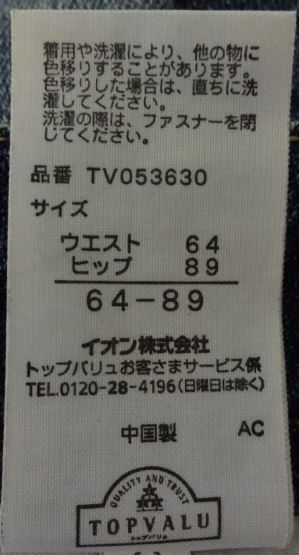 着用や洗濯により、他の物に
色移りすることがあります。
色移りした場合は、直ちに洗
濯してください。
洗濯の際は、ファスナーを閉
じてください。
品番 TV053630
サイズ
ウエスト 64
ヒップ 89
64-89
イオン株式会社
トップバリュお客さまサービス係
TEL.0120-28-4196(日曜日は除く)
中国製 AC
QUALITY AND TRUST
TOPVALU
トップバリュ